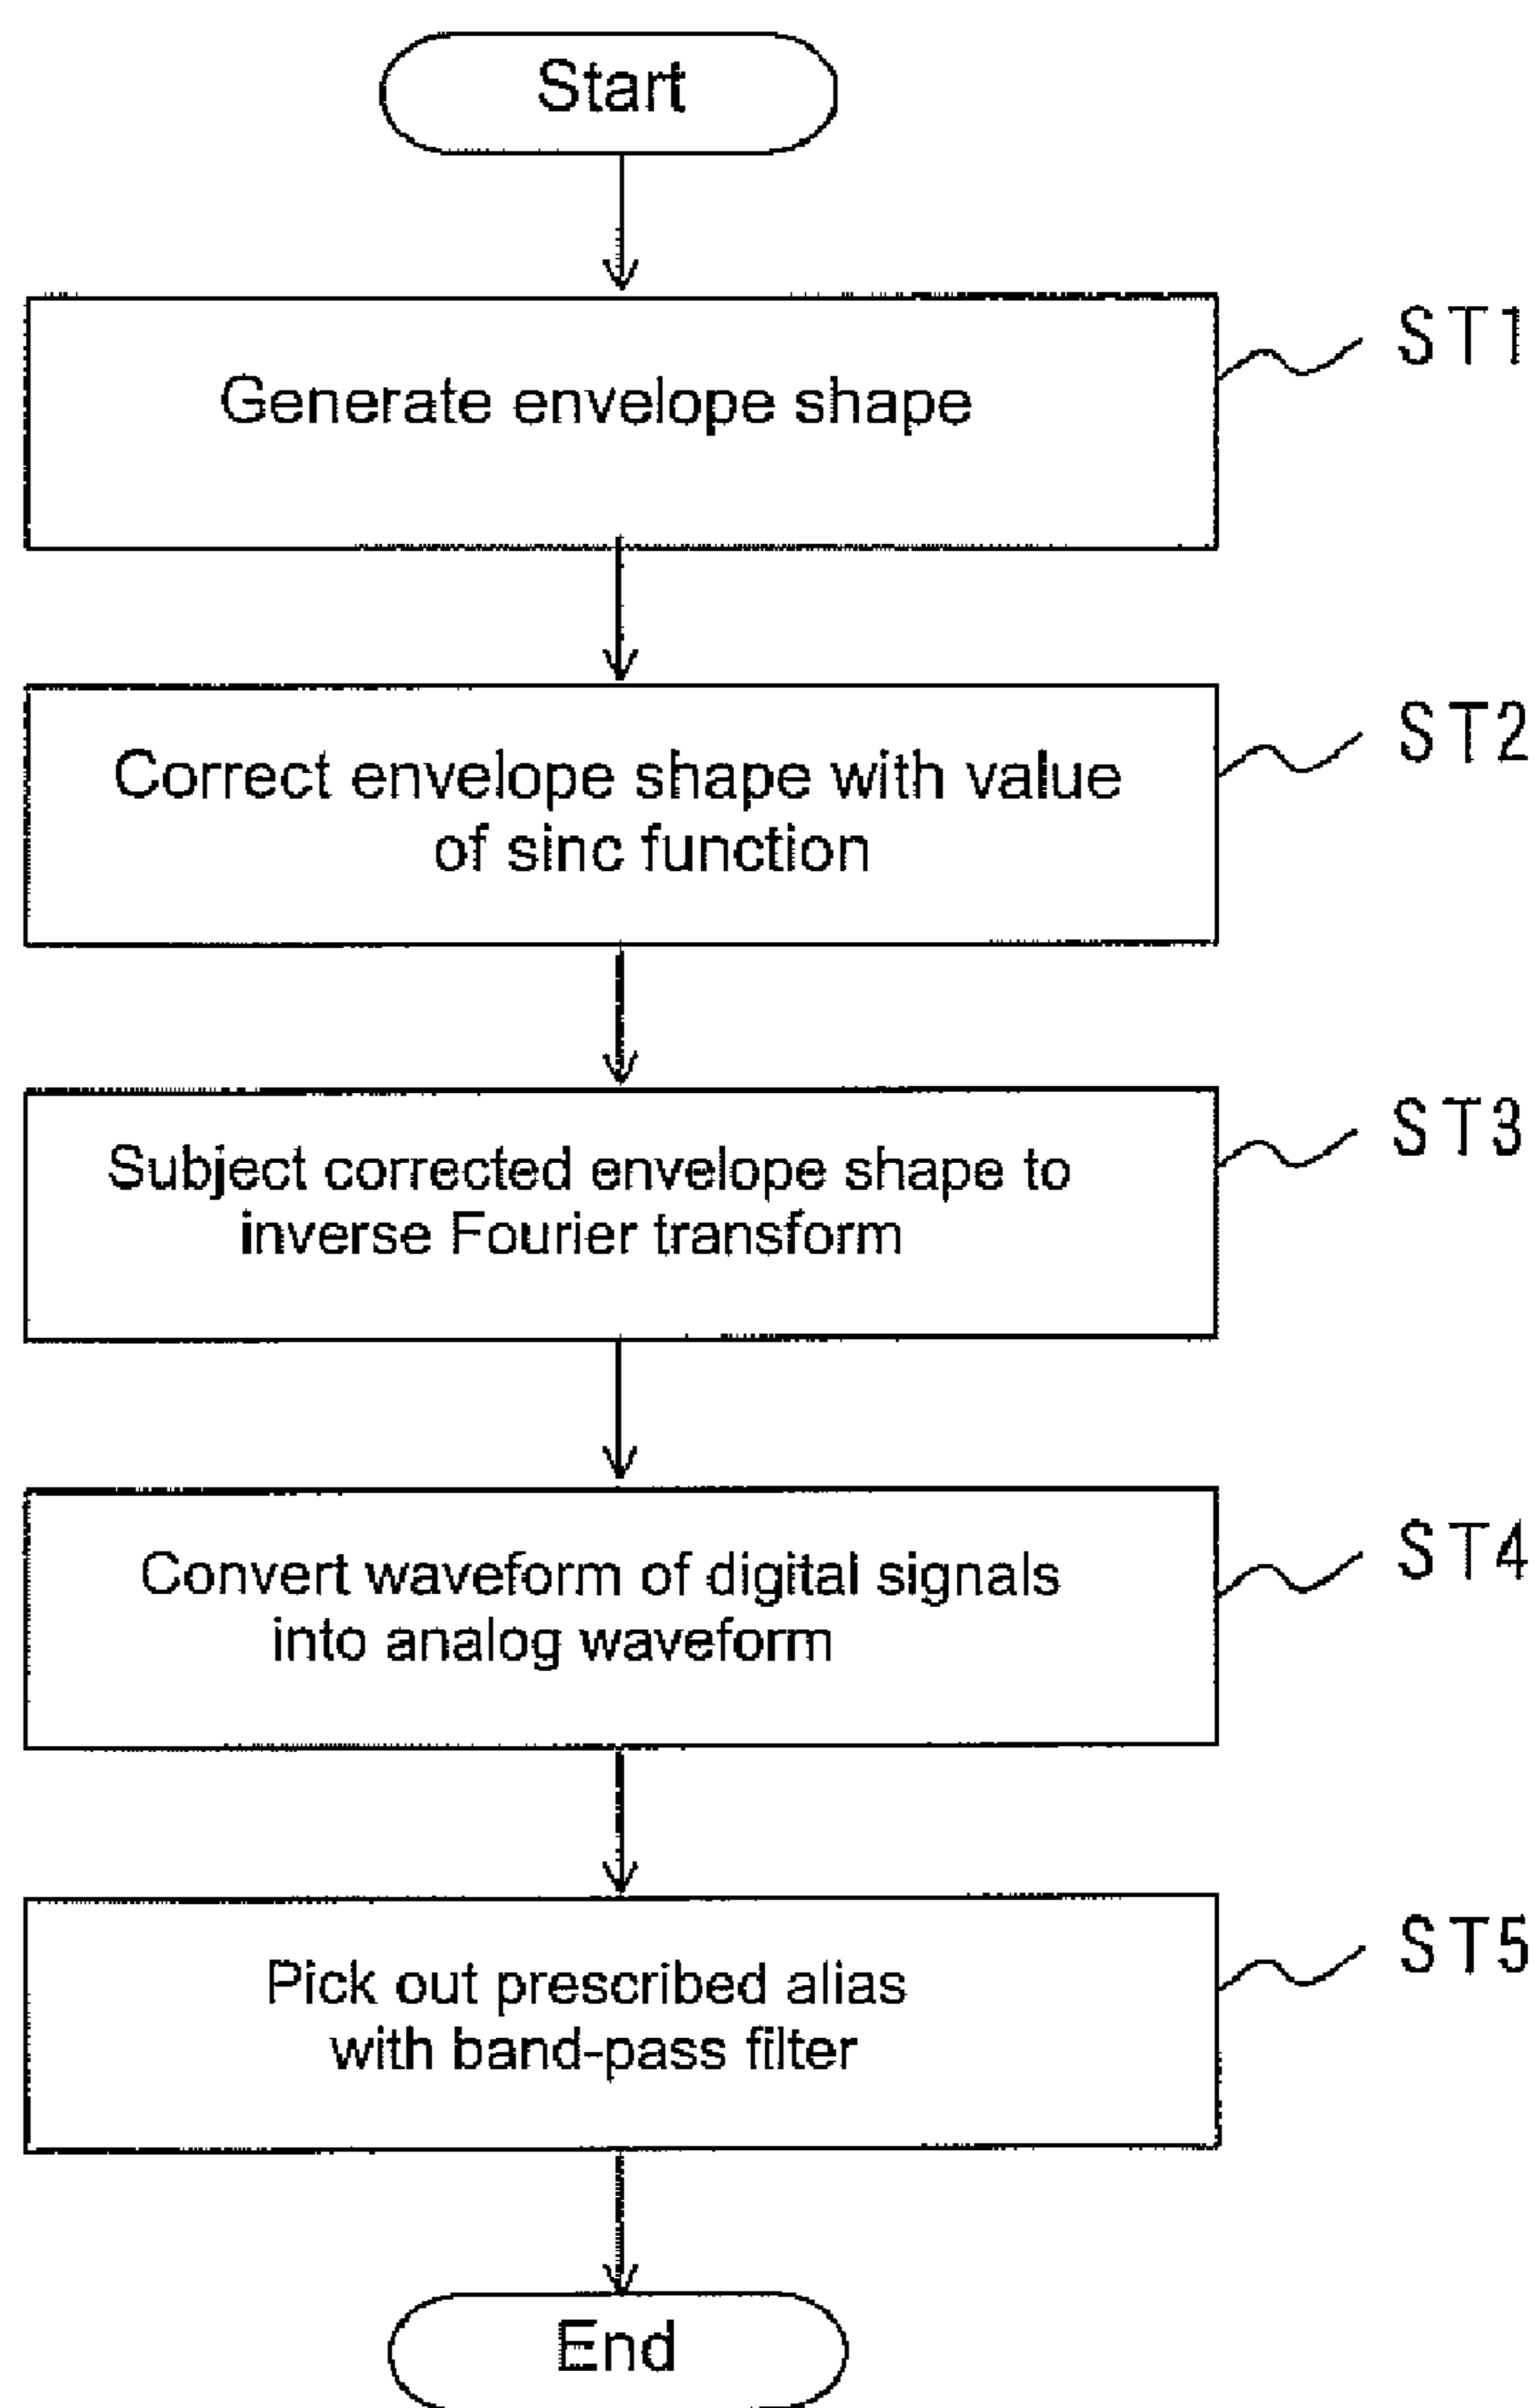 Start
Generate envelope shape
ST1
Correct envelope shape with value
of sinc function
ST2
Subject corrected envelope shape to
inverse Fourier transform
ST3
Convert waveform of digital signals
into analog waveform
ST4
Pick out prescribed alias
with band-pass filter
ST5
End